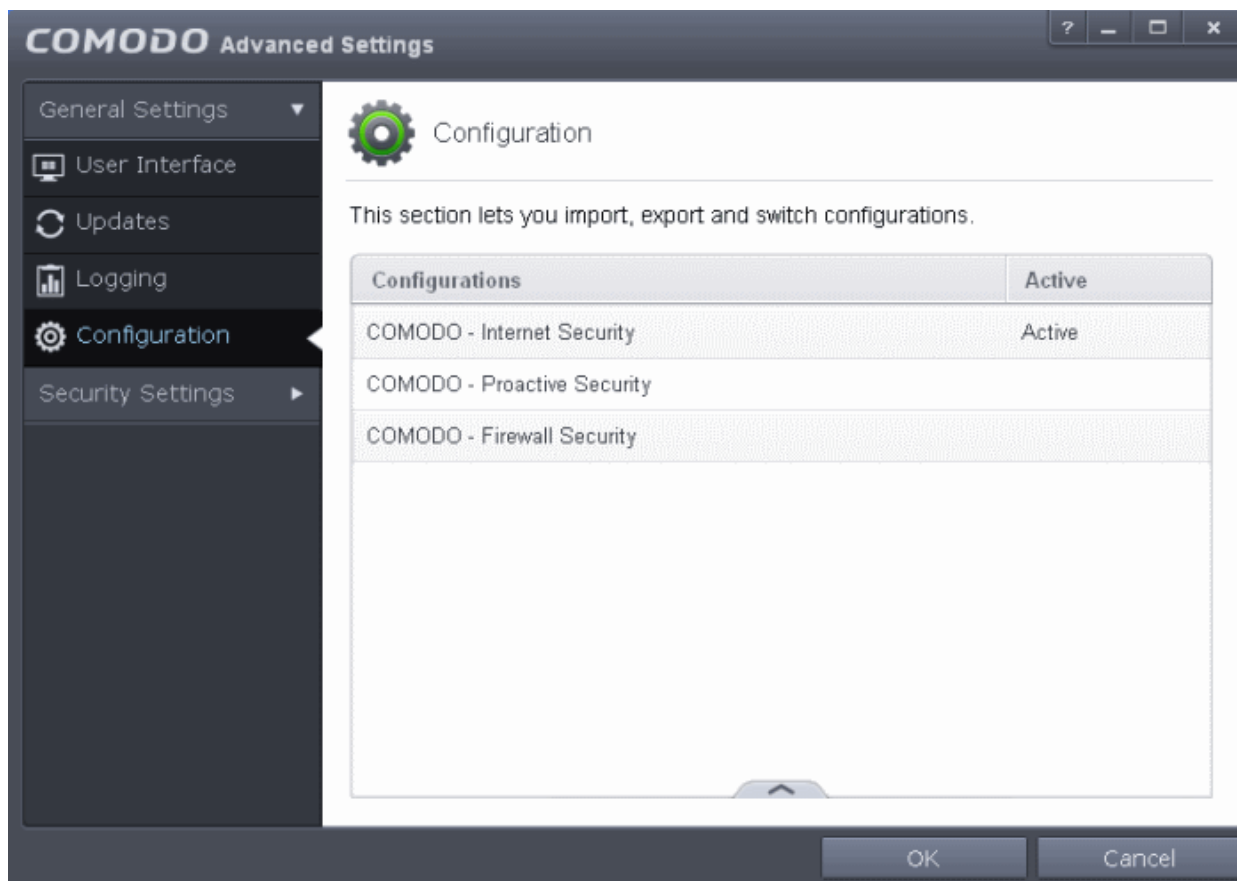 COMODO Advanced Settings
?
General Settings
User Interface
Updates
Logging
Configuration
Security Settings
Configuration
This section lets you import, export and switch configurations.
Configurations Active
COMODO - Internet Security Active
COMODO - Proactive Security
COMODO - Firewall Security
OK Cancel